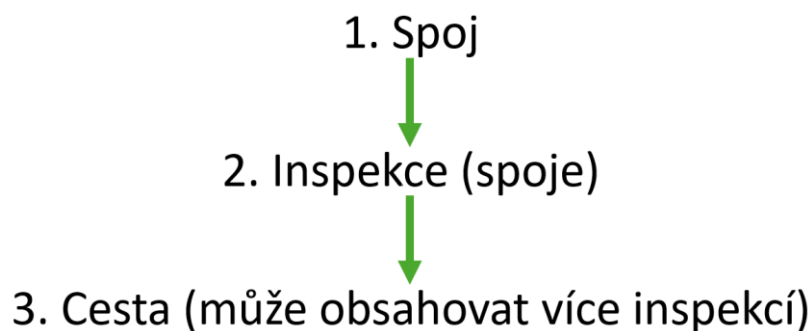 1. Spoj
2. Inspekce (spoje)
3. Cesta (může obsahovat více inspekcí)